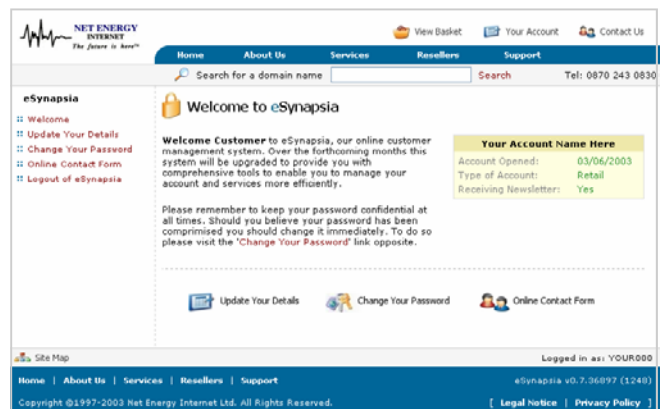 NET ENERGY
INTERNET
The future is here™
View Basket Your Account Contact Us
Home About Us Services Resellers Support
Search for a domain name Search Tel: 0870 243 0830
eSynapsia
Welcome
Update Your Details
Change Your Password
Online Contact Form
Logout of eSynapsia
Welcome to eSynapsia
Welcome Customer to eSynapsia, our online customer
management system. Over the forthcoming months this
system will be upgraded to provide you with
comprehensive tools to enable you to manage your
account and services more efficiently.
Please remember to keep your password confidential at
all times. Should you believe your password has been
comprimised you should change it immediately. To do so
please visit the 'Change Your Password' link opposite.
Your Account Name Here
Account Opened: 03/06/2003
Type of Account: Retail
Receiving Newsletter: Yes
Update Your Details Change Your Password Online Contact Form
Site Map Logged in as: YOUR000
Home | About Us | Services | Resellers | Support eSynapsia v0.7.36897 (1248)
Copyright ©1997-2003 Net Energy Internet Ltd. All Rights Reserved. [ Legal Notice | Privacy Policy ]